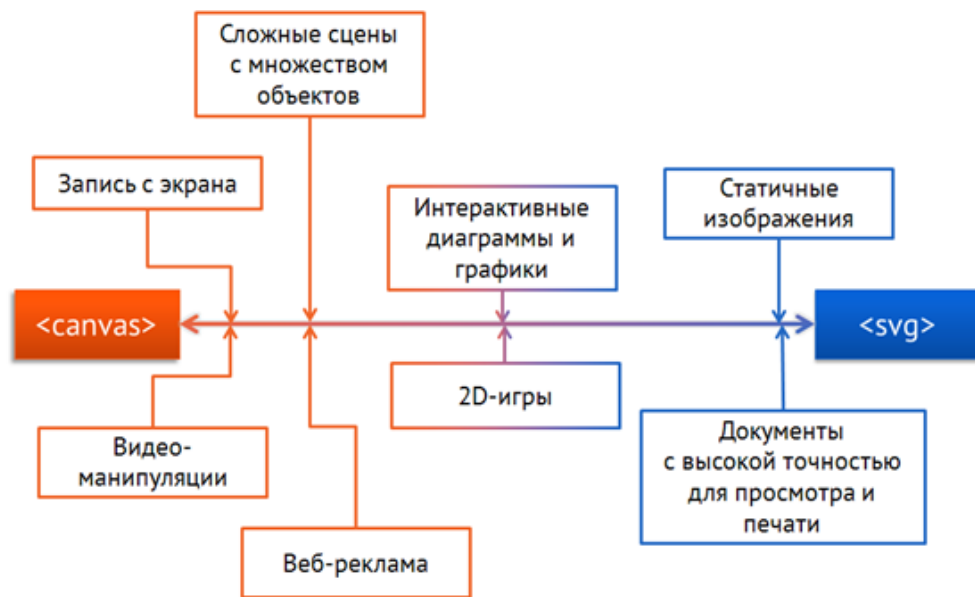 Сложные сцены
с множеством
объектов
Запись с экрана
Интерактивные
диаграммы и
графики
Статичные
изображения
<canvas>
<svg>
2D-игры
Видео-
манипуляции
Документы
с высокой точностью
для просмотра и
печати
Веб-реклама